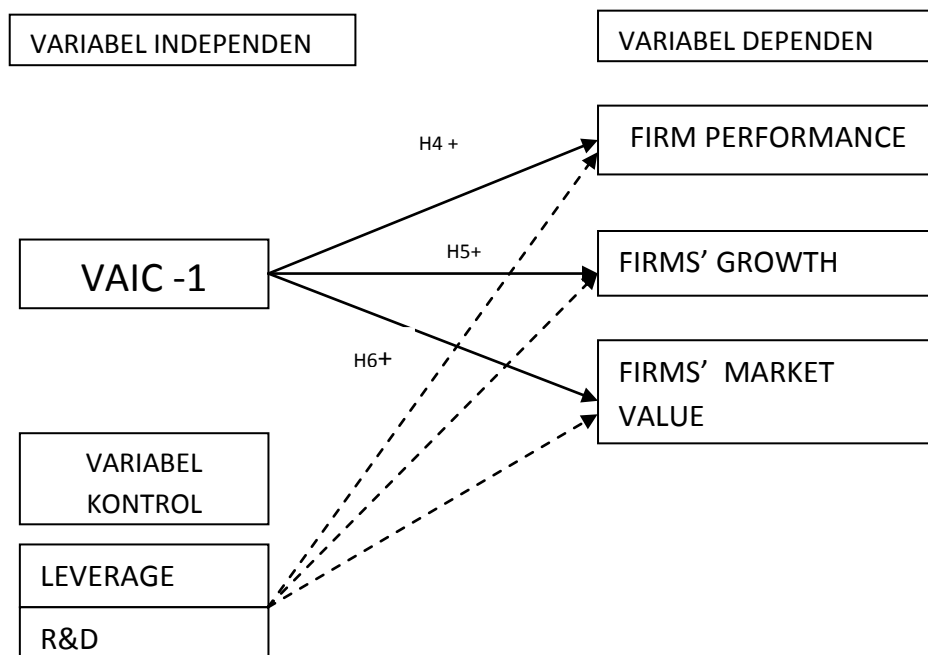 VARIABEL INDEPENDEN
VARIABEL DEPENDEN
H4 +
FIRM PERFORMANCE
VAIC -1
H5+
FIRMS’ GROWTH
H6+
FIRMS’ MARKET
VALUE
VARIABEL
KONTROL
LEVERAGE
R&D